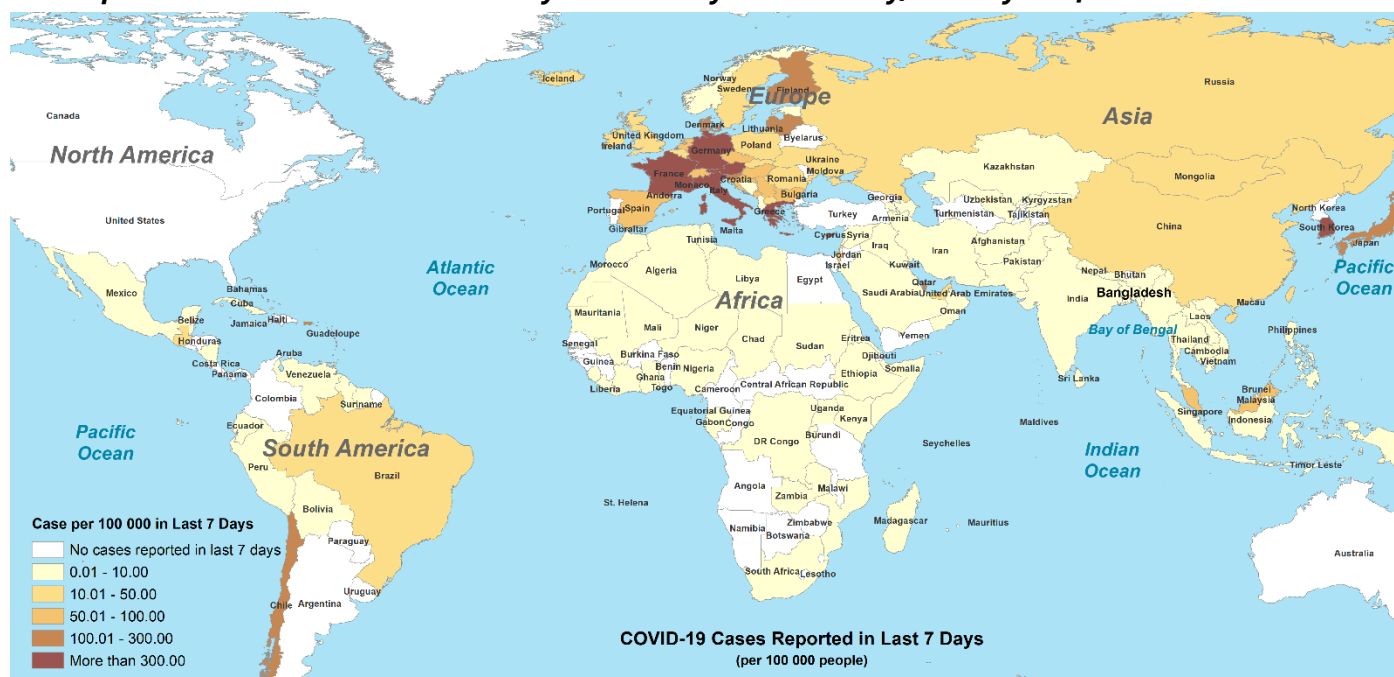 Canada
North America
United States
Mexico
Bahamas
Cuba
Belize
Jamaica
Haiti
Honduras
Guadeloupe
Aruba
Costa Rica
Panama
Venezuela
Colombia
Suriname
Ecuador
South America
Peru
Brazil
Bolivia
Paraguay
Uruguay
Chile
Argentina
Atlantic
Ocean
Pacific
Ocean
Iceland
Norway
Sweden
Finland
Europe
Denmark
Lithuania
United Kingdom
Ireland
Byelarus
Poland
Germany
Ukraine
Moldova
France
Croatia
Romania
Monaco
Italy
Bulgaria
Andorra
Portugal
Spain
Greece
Gibraltar
Malta
Turkey
Georgia
Armenia
Cyprus
Syria
Russia
Asia
Kazakhstan
Mongolia
Uzbekistan
Kyrgyzstan
Turkmenistan
Tajikistan
North Korea
South Korea
Japan
China
Pacific
Ocean
Tunisia
Morocco
Algeria
Libya
Egypt
Jordan
Israel
Iraq
Iran
Kuwait
Afghanistan
Pakistan
Nepal
Bhutan
Bangladesh
India
Qatar
Saudi Arabia
United Arab Emirates
Oman
Yemen
Macau
Laos
Bay of Bengal
Thailand
Cambodia
Vietnam
Philippines
Sri Lanka
Brunei
Malaysia
Singapore
Indonesia
Maldives
Timor Leste
Africa
Mauritania
Mali
Niger
Chad
Sudan
Eritrea
Senegal
Guinea
Burkina Faso
Benin
Nigeria
Djibouti
Ghana
Togo
Liberia
Cameroon
Central African Republic
Ethiopia
Somalia
Equatorial Guinea
Gabon
Congo
Uganda
Kenya
DR Congo
Burundi
Seychelles
Indian
Ocean
Angola
Malawi
Zambia
St. Helena
Namibia
Zimbabwe
Botswana
Madagascar
Mauritius
South Africa
Lesotho
Australia
Case per 100 000 in Last 7 Days
No cases reported in last 7 days
0.01 - 10.00
10.01 - 50.00
50.01 - 100.00
100.01 - 300.00
More than 300.00
COVID-19 Cases Reported in Last 7 Days
(per 100 000 people)